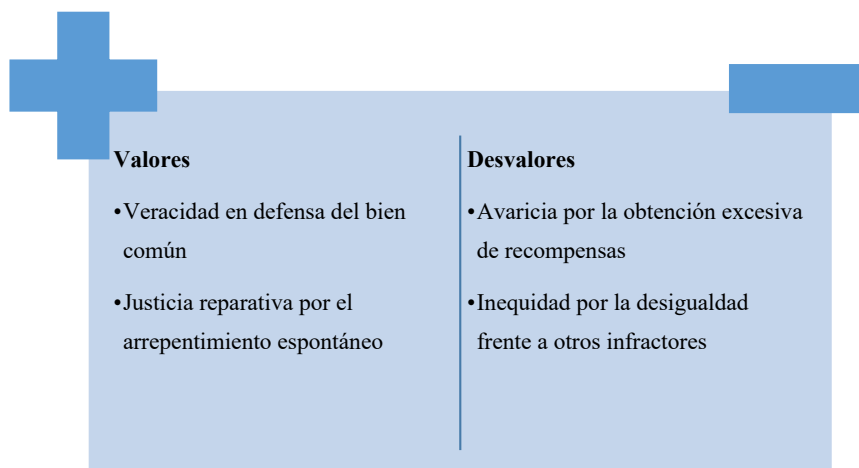 Valores
•Veracidad en defensa del bien
común
•Justicia reparativa por el
arrepentimiento espontáneo
Desvalores
•Avaricia por la obtención excesiva
de recompensas
•Inequidad por la desigualdad
frente a otros infractores